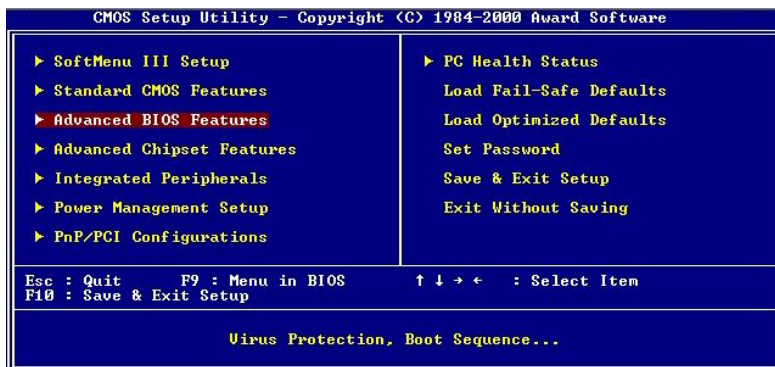 CMOS Setup Utility - Copyright (C) 1984-2000 Award Software
▶ SoftMenu III Setup
▶ Standard CMOS Features
▶ Advanced BIOS Features
▶ Advanced Chipset Features
▶ Integrated Peripherals
▶ Power Management Setup
▶ PnP/PCI Configurations
▶ PC Health Status
Load Fail-Safe Defaults
Load Optimized Defaults
Set Password
Save & Exit Setup
Exit Without Saving
Esc : Quit F9 : Menu in BIOS ↑ ↓ → ← : Select Item
F10 : Save & Exit Setup
Virus Protection, Boot Sequence...